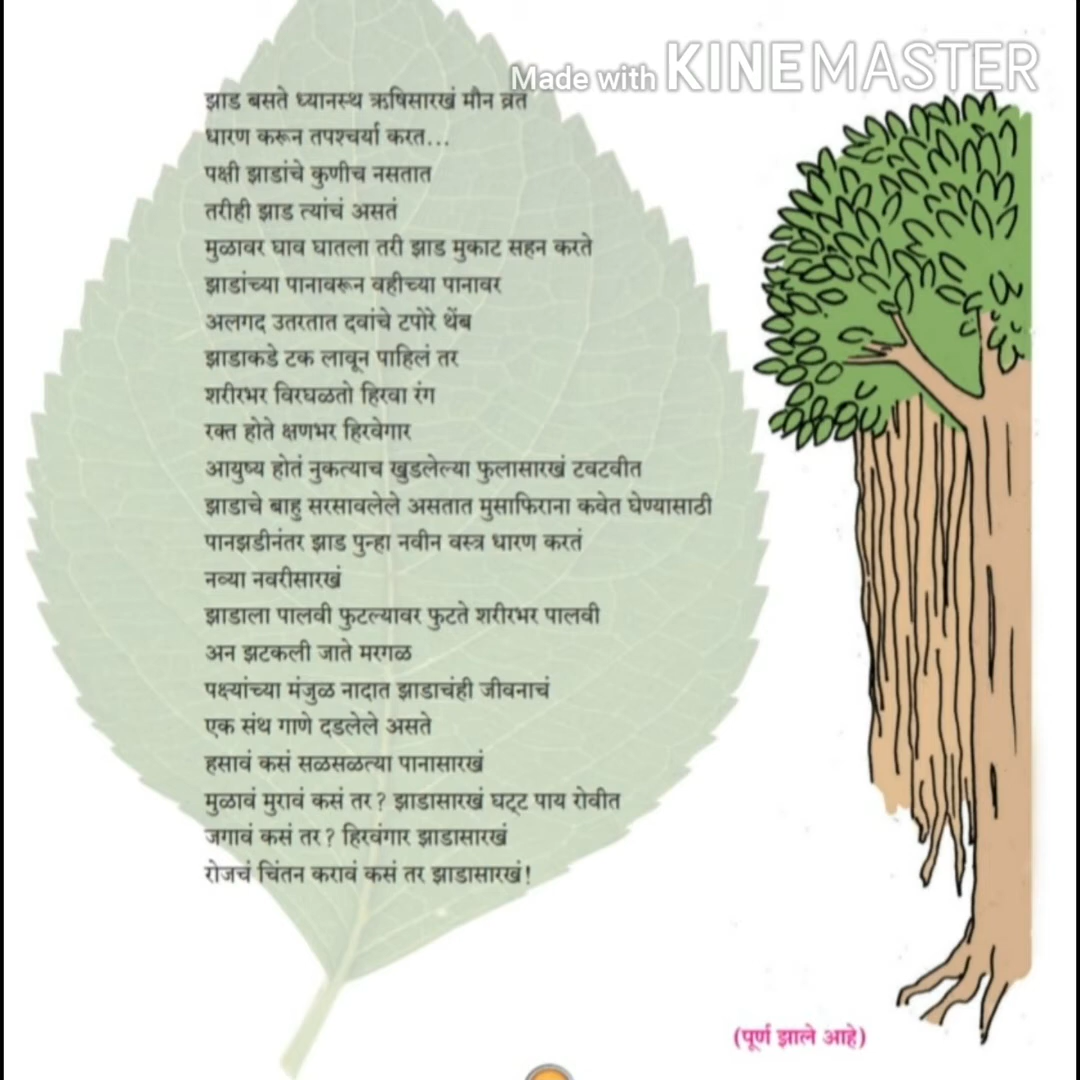 Made with KINEMASTER
झाड बसते ध्यानस्थ ऋषिसारखं मौन व्रत
धारण करून तपश्चर्या करत...
पक्षी झाडांचे कुणीच नसतात
तरीही झाड त्यांचं असतं
मुळावर घाव घातला तरी झाड मुकाट सहन करते
झाडांच्या पानावरून वहीच्या पानावर
अलगद उतरतात दवांचे टपोरे थेंब
झाडाकडे टक लावून पाहिलं तर
शरीरभर विरघळतो हिरवा रंग
रक्त होते क्षणभर हिरवेगार
आयुष्य होतं नुकत्याच खुडलेल्या फुलासारखं टवटवीत
झाडाचे बाहु सरसावलेले असतात मुसाफिराना कवेत घेण्यासाठी
पानझडीनंतर झाड पुन्हा नवीन वस्त्र धारण करतं
नव्या नवरीसारखं
झाडाला पालवी फुटल्यावर फुटते शरीरभर पालवी
अन झटकली जाते मरगळ
पक्ष्यांच्या मंजुळ नादात झाडाचंही जीवनाचं
एक संथ गाणे दडलेले असते
हसावं कसं सळसळत्या पानासारखं
मुळावं मुरावं कसं तर? झाडासारखं घट्ट पाय रोवीत
जगावं कसं तर? हिरवंगार झाडासारखं
रोजचं चिंतन करावं कसं तर झाडासारखं!
(पूर्ण झाले आहे)